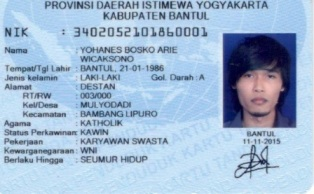 PROVINSI DAERAH ISTIMEWA YOGYAKARTA
KABUPATEN BANTUL
NIK : 3402052101860001
Nama : YOHANES BOSKO ARIE
WICAKSONO
Tempat/Tgl Lahir : BANTUL, 21-01-1986
Jenis kelamin : LAKI-LAKI Gol. Darah : A
Alamat : DESTAN
RT/RW : 003/000
Kel/Desa : MULYODADI
Kecamatan : BAMBANG LIPURO
Agama : KATHOLIK
Status Perkawinan: KAWIN
Pekerjaan : KARYAWAN SWASTA
Kewarganegaraan: WNI
Berlaku Hingga : SEUMUR HIDUP
BANTUL
11-11-2015